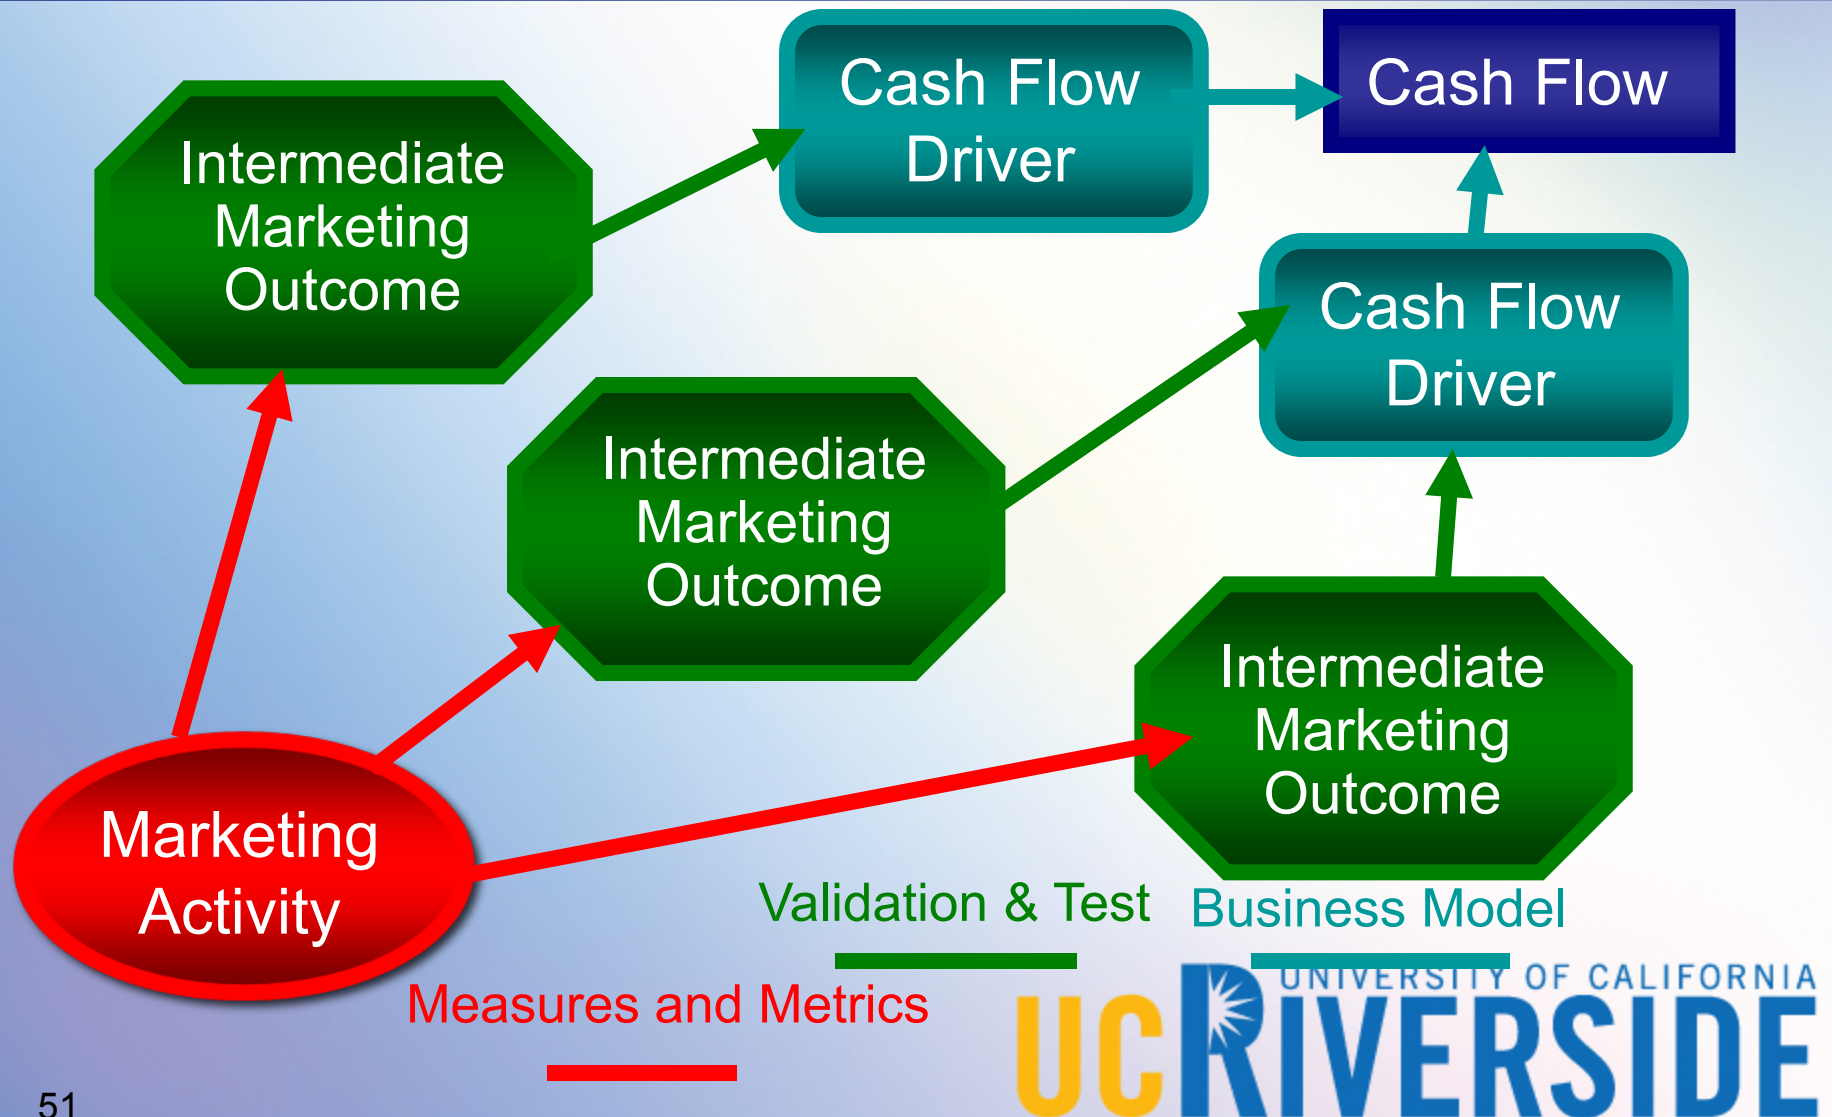 Cash Flow
Driver
Cash Flow
Intermediate
Marketing
Outcome
Cash Flow
Driver
Intermediate
Marketing
Outcome
Intermediate
Marketing
Outcome
Marketing
Activity
Validation & Test
Business Model
Measures and Metrics
UNIVERSITY OF CALIFORNIA
UCRIVERSIDE
51